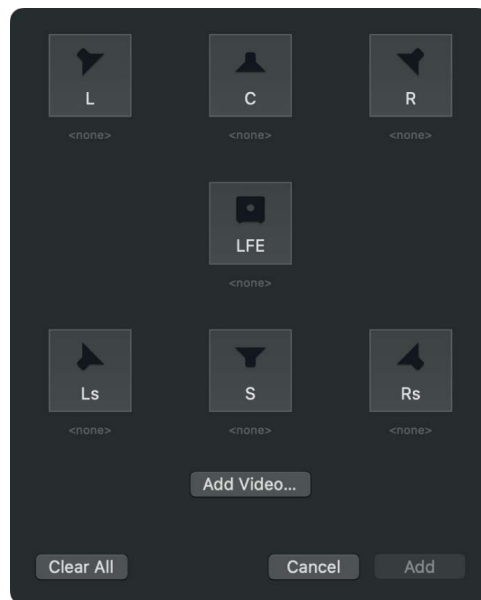 L C R
<none> <none> <none>
LFE
<none>
Ls S Rs
<none> <none> <none>
Add Video...
Clear All Cancel Add